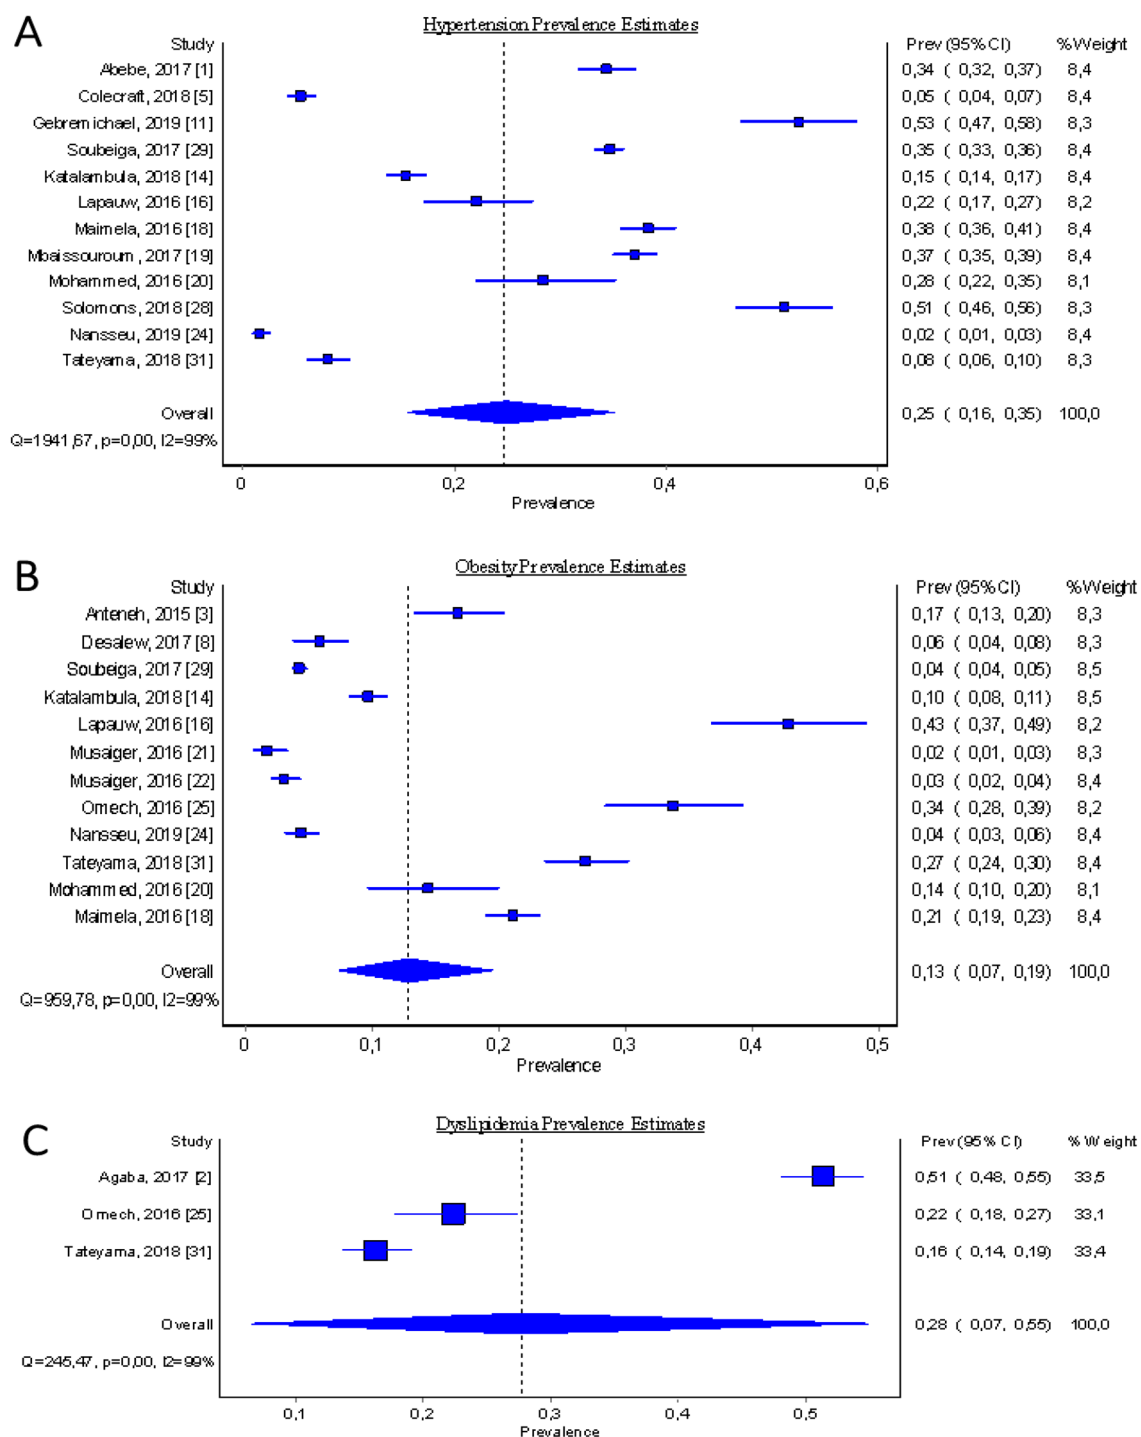 A
Hypertension Prevalence Estimates
Study Prev (95% CI) % Weight
Abebe, 2017 [1] 0,34 ( 0,32, 0,37) 8,4
Colecraft, 2018 [5] 0,05 ( 0,04, 0,07) 8,4
Gebremichael, 2019 [11] 0,53 ( 0,47, 0,58) 8,3
Soubeiga, 2017 [29] 0,35 ( 0,33, 0,36) 8,4
Katalambula, 2018 [14] 0,15 ( 0,14, 0,17) 8,4
Lapauw, 2016 [16] 0,22 ( 0,17, 0,27) 8,2
Maimela, 2016 [18] 0,38 ( 0,36, 0,41) 8,4
Mbaissouroum, 2017 [19] 0,37 ( 0,35, 0,39) 8,4
Mohammed, 2016 [20] 0,28 ( 0,22, 0,35) 8,1
Solomons, 2018 [28] 0,51 ( 0,46, 0,56) 8,3
Nansseu, 2019 [24] 0,02 ( 0,01, 0,03) 8,4
Tateyama, 2018 [31] 0,08 ( 0,06, 0,10) 8,3
Overall 0,25 ( 0,16, 0,35) 100,0
Q=1941,67, p=0,00, I2=99%
0 0,2 0,4 0,6
Prevalence
B
Obesity Prevalence Estimates
Study Prev (95% CI) % Weight
Anteneh, 2015 [3] 0,17 ( 0,13, 0,20) 8,3
Desalew, 2017 [8] 0,06 ( 0,04, 0,08) 8,3
Soubeiga, 2017 [29] 0,04 ( 0,04, 0,05) 8,5
Katalambula, 2018 [14] 0,10 ( 0,08, 0,11) 8,5
Lapauw, 2016 [16] 0,43 ( 0,37, 0,49) 8,2
Musaiger, 2016 [21] 0,02 ( 0,01, 0,03) 8,3
Musaiger, 2016 [22] 0,03 ( 0,02, 0,04) 8,4
Omech, 2016 [25] 0,34 ( 0,28, 0,39) 8,2
Nansseu, 2019 [24] 0,04 ( 0,03, 0,06) 8,4
Tateyama, 2018 [31] 0,27 ( 0,24, 0,30) 8,4
Mohammed, 2016 [20] 0,14 ( 0,10, 0,20) 8,1
Maimela, 2016 [18] 0,21 ( 0,19, 0,23) 8,4
Overall 0,13 ( 0,07, 0,19) 100,0
Q=959,78, p=0,00, I2=99%
0 0,1 0,2 0,3 0,4 0,5
Prevalence
C
Dyslipidemia Prevalence Estimates
Study Prev (95% CI) % Weight
Agaba, 2017 [2] 0,51 ( 0,48, 0,55) 33,5
Omech, 2016 [25] 0,22 ( 0,18, 0,27) 33,1
Tateyama, 2018 [31] 0,16 ( 0,14, 0,19) 33,4
Overall 0,28 ( 0,07, 0,55) 100,0
Q=245,47, p=0,00, I2=99%
0,1 0,2 0,3 0,4 0,5
Prevalence